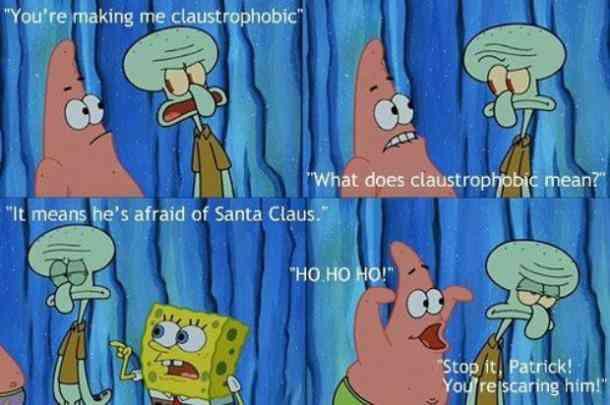 "You're making me claustrophobic"
"What does claustrophobic mean?"
"It means he's afraid of Santa Claus."
"HO HO HO!"
"Stop it, Patrick!
You're scaring him!"